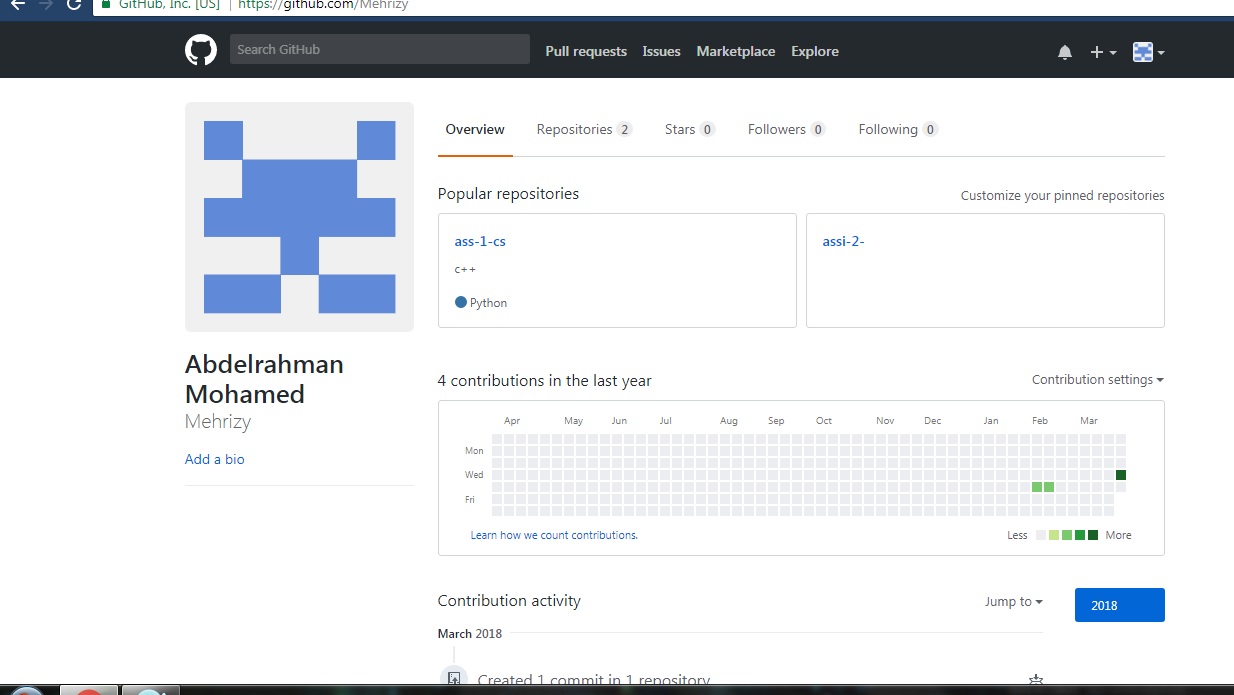 GitHub, Inc. [US] | https://github.com/Mehrizy
Search GitHub
Pull requests Issues Marketplace Explore
Overview Repositories 2 Stars 0 Followers 0 Following 0
Popular repositories
Customize your pinned repositories
ass-1-cs
c++
Python
assi-2-
Abdelrahman
Mohamed
Mehrizy
Add a bio
4 contributions in the last year
Contribution settings
Apr May Jun Jul Aug Sep Oct Nov Dec Jan Feb Mar
Mon
Wed
Fri
Learn how we count contributions.
Less More
Contribution activity
Jump to
2018
March 2018
Created 1 commit in 1 repository